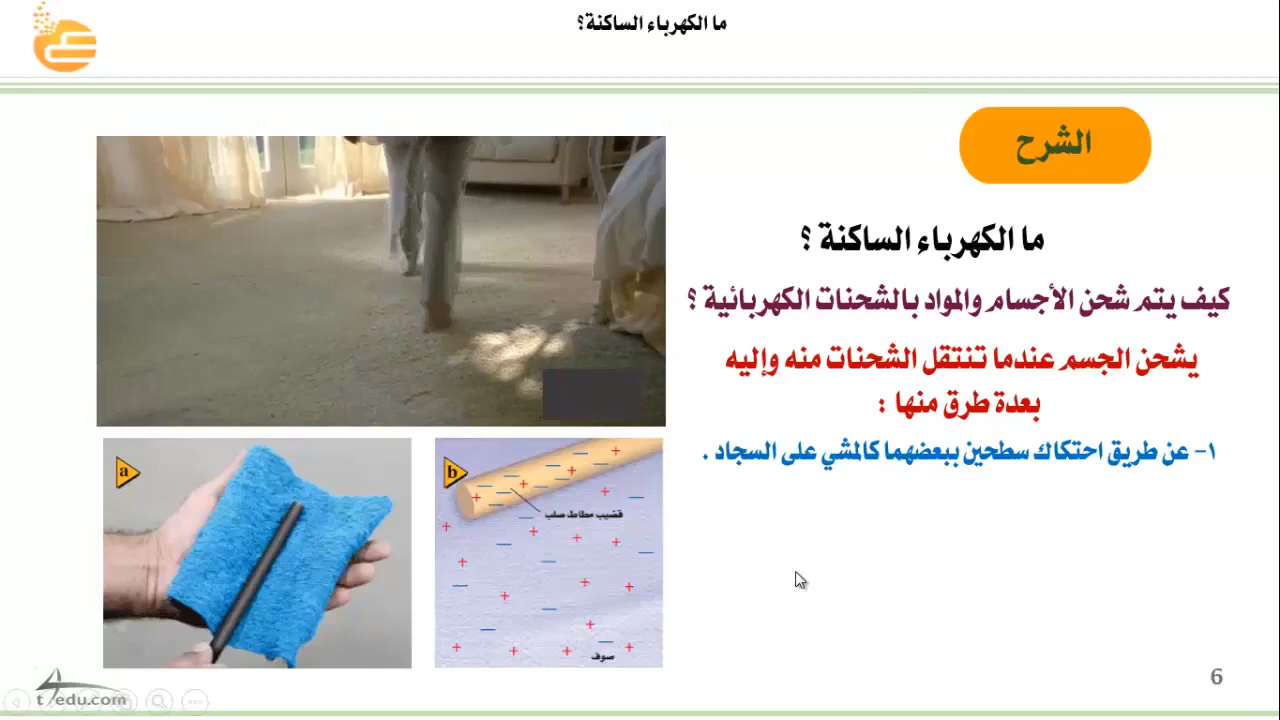 ما الكهرباء الساكنة؟
الشرح
ما الكهرباء الساكنة ؟
كيف يتم شحن الأجسام والمواد بالشحنات الكهربائية ؟
يشحن الجسم عندما تنتقل الشحنات منه وإليه
بعدة طرق منها :
١- عن طريق احتكاك سطحين ببعضهما كالمشي على السجاد .
a
b
قضيب مطاط صلب
صوف
6
t4edu.com